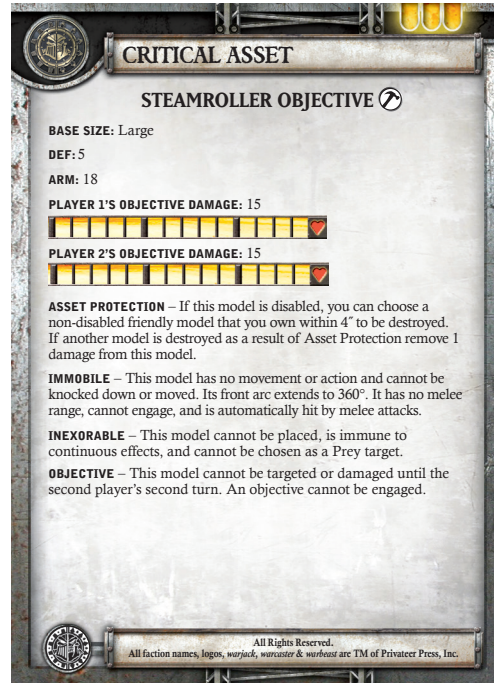 CRITICAL ASSET
STEAMROLLER OBJECTIVE
BASE SIZE: Large
DEF: 5
ARM: 18
PLAYER 1'S OBJECTIVE DAMAGE: 15
PLAYER 2'S OBJECTIVE DAMAGE: 15
ASSET PROTECTION – If this model is disabled, you can choose a
non-disabled friendly model that you own within 4˝ to be destroyed.
If another model is destroyed as a result of Asset Protection remove 1
damage from this model.
IMMOBILE – This model has no movement or action and cannot be
knocked down or moved. Its front arc extends to 360°. It has no melee
range, cannot engage, and is automatically hit by melee attacks.
INEXORABLE – This model cannot be placed, is immune to
continuous effects, and cannot be chosen as a Prey target.
OBJECTIVE – This model cannot be targeted or damaged until the
second player's second turn. An objective cannot be engaged.
All Rights Reserved.
All faction names, logos, warjack, warcaster & warbeast are TM of Privateer Press, Inc.